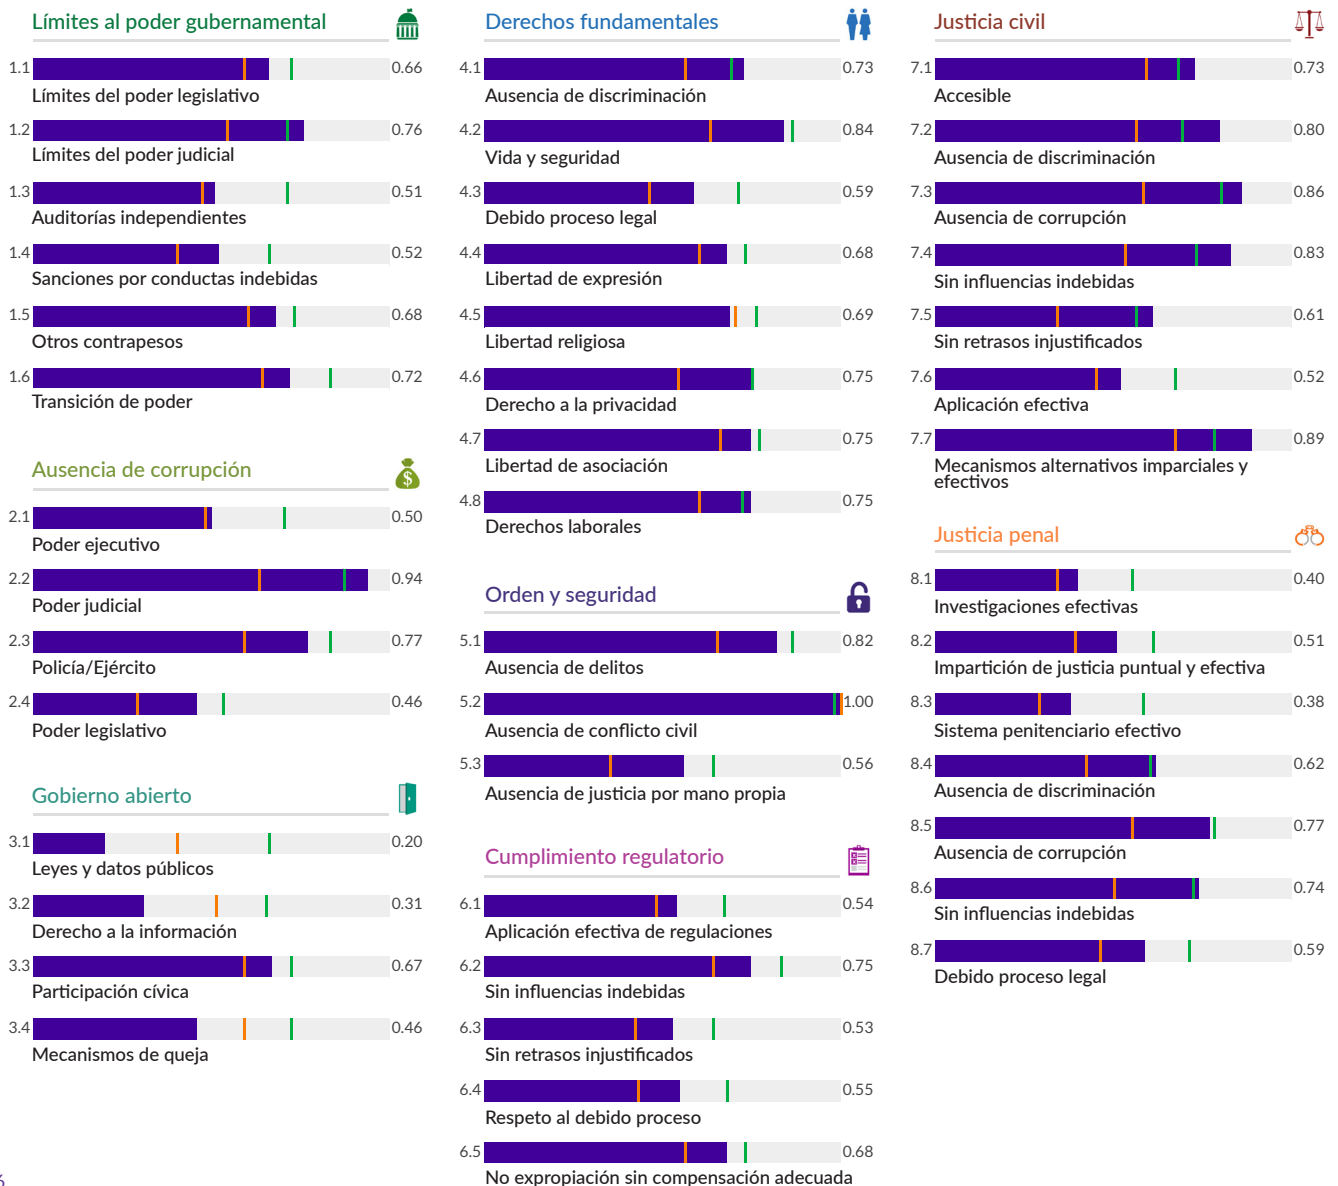 Límites al poder gubernamental
1.1 0.66
Límites del poder legislativo
1.2 0.76
Límites del poder judicial
1.3 0.51
Auditorías independientes
1.4 0.52
Sanciones por conductas indebidas
1.5 0.68
Otros contrapesos
1.6 0.72
Transición de poder
Ausencia de corrupción
$
2.1 0.50
Poder ejecutivo
2.2 0.94
Poder judicial
2.3 0.77
Policía/Ejército
2.4 0.46
Poder legislativo
Gobierno abierto
3.1 0.20
Leyes y datos públicos
3.2 0.31
Derecho a la información
3.3 0.67
Participación cívica
3.4 0.46
Mecanismos de queja
Derechos fundamentales
4.1 0.73
Ausencia de discriminación
4.2 0.84
Vida y seguridad
4.3 0.59
Debido proceso legal
4.4 0.68
Libertad de expresión
4.5 0.69
Libertad religiosa
4.6 0.75
Derecho a la privacidad
4.7 0.75
Libertad de asociación
4.8 0.75
Derechos laborales
Orden y seguridad
5.1 0.82
Ausencia de delitos
5.2 1.00
Ausencia de conflicto civil
5.3 0.56
Ausencia de justicia por mano propia
Cumplimiento regulatorio
6.1 0.54
Aplicación efectiva de regulaciones
6.2 0.75
Sin influencias indebidas
6.3 0.53
Sin retrasos injustificados
6.4 0.55
Respeto al debido proceso
6.5 0.68
No expropiación sin compensación adecuada
Justicia civil
7.1 0.73
Accesible
7.2 0.80
Ausencia de discriminación
7.3 0.86
Ausencia de corrupción
7.4 0.83
Sin influencias indebidas
7.5 0.61
Sin retrasos injustificados
7.6 0.52
Aplicación efectiva
7.7 0.89
Mecanismos alternativos imparciales y
efectivos
Justicia penal
8.1 0.40
Investigaciones efectivas
8.2 0.51
Impartición de justicia puntual y efectiva
8.3 0.38
Sistema penitenciario efectivo
8.4 0.62
Ausencia de discriminación
8.5 0.77
Ausencia de corrupción
8.6 0.74
Sin influencias indebidas
8.7 0.59
Debido proceso legal